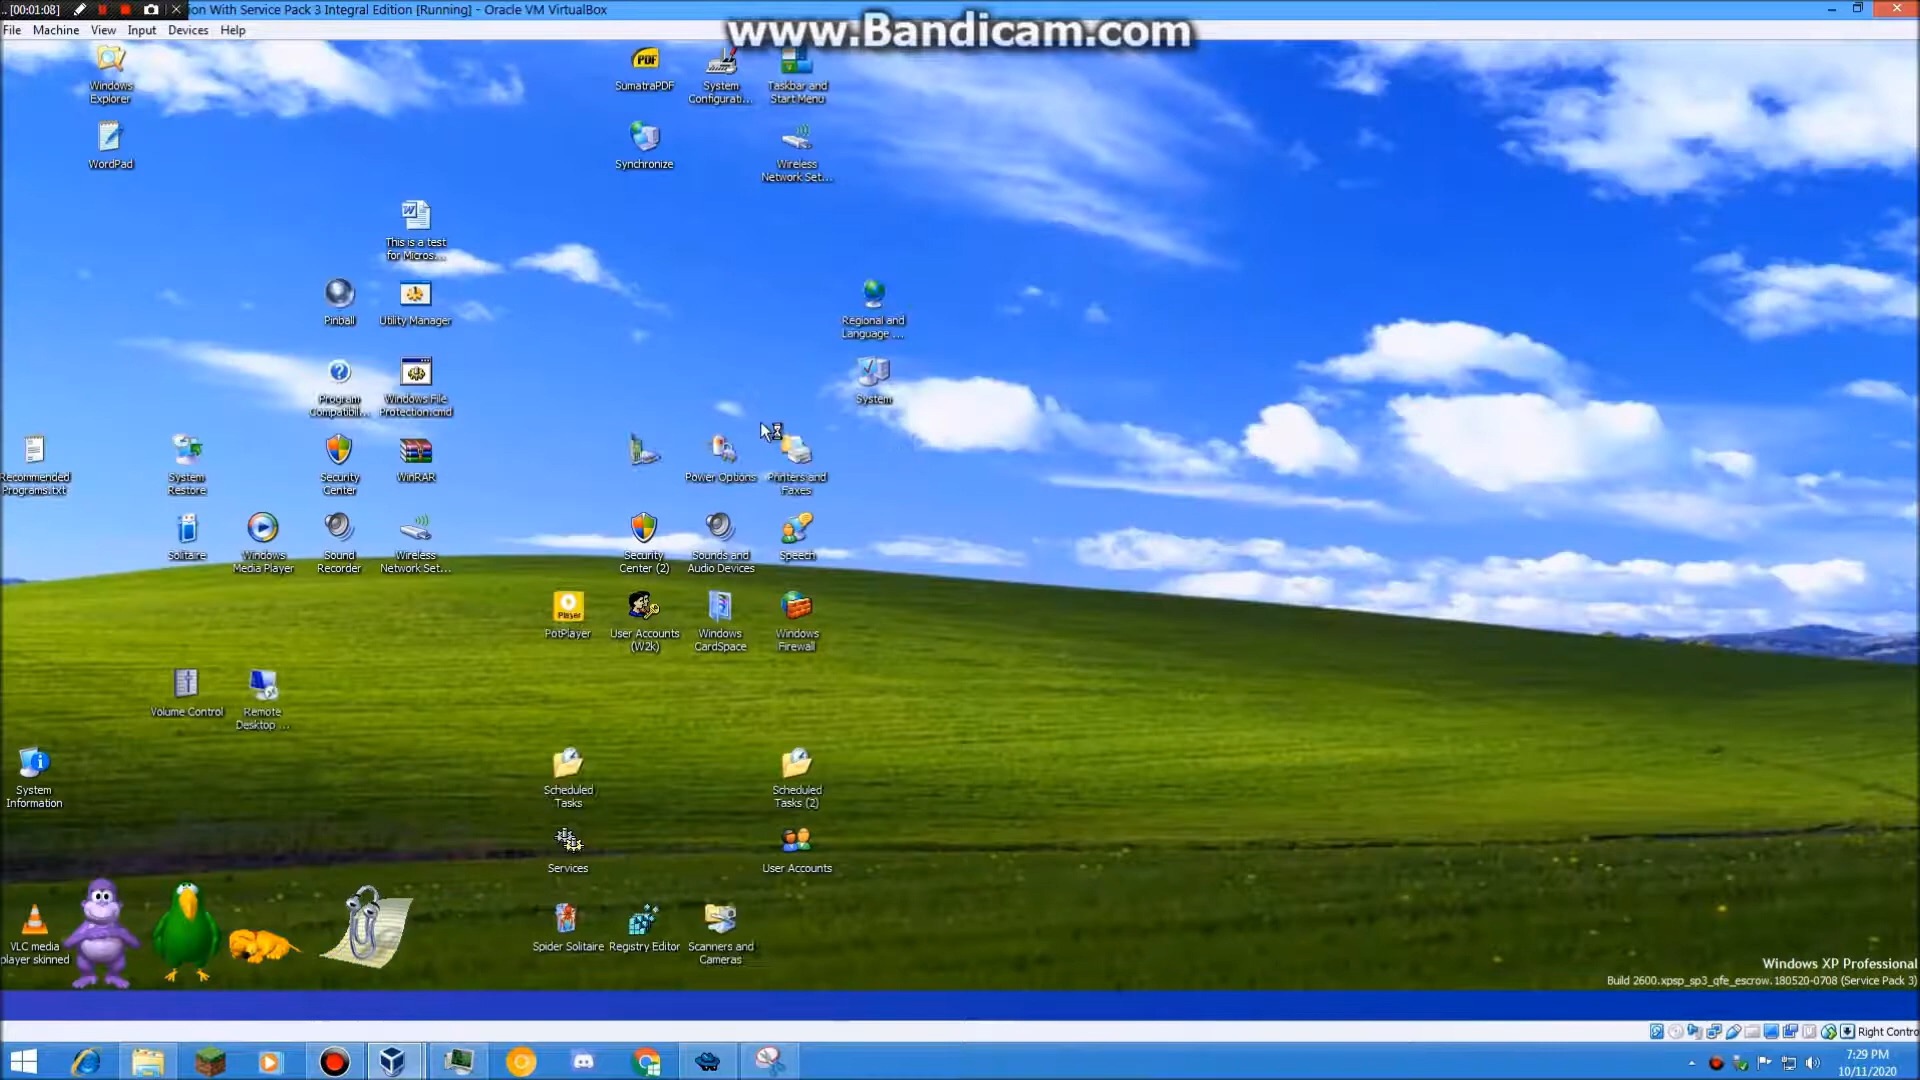 .. [00:01:08]
ion With Service Pack 3 Integral Edition [Running] - Oracle VM VirtualBox
www.Bandicam.com
File Machine View Input Devices Help
Windows
Explorer
SumatraPDF
System
Configurati...
Taskbar and
Start Menu
WordPad
Synchronize
Wireless
Network Set...
This is a test
for Micros...
Pinball
Utility Manager
Regional and
Language ...
Program
Compatibil...
Windows File
Protection.cmd
System
Recommended
Programs.txt
System
Restore
Security
Center
WinRAR
Power Options
Printers and
Faxes
Solitaire
Windows
Media Player
Sound
Recorder
Wireless
Network Set...
Security
Center (2)
Sounds and
Audio Devices
Speech
PDF
Player
PotPlayer
User Accounts
(W2k)
Windows
CardSpace
Windows
Firewall
Volume Control
Remote
Desktop ...
System
Information
Scheduled
Tasks
Scheduled
Tasks (2)
Services
User Accounts
VLC media
player skinned
Spider Solitaire
Registry Editor
Scanners and
Cameras
Windows XP Professional
Build 2600.xpsp_sp3_qfe_escrow.180520-0708 (Service Pack 3)
Right Contro
7:29 PM
10/11/2020